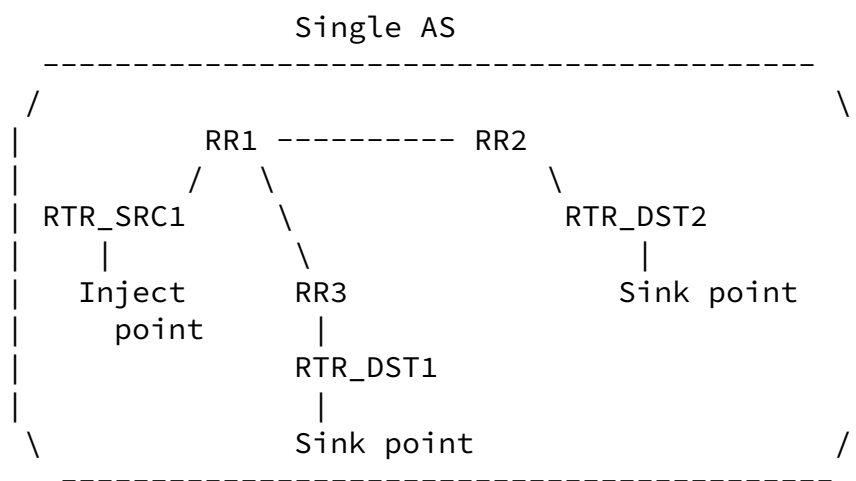 Single AS
RR1 ---------- RR2
RTR_SRC1 RTR_DST2
Inject RR3 Sink point
point
RTR_DST1
Sink point